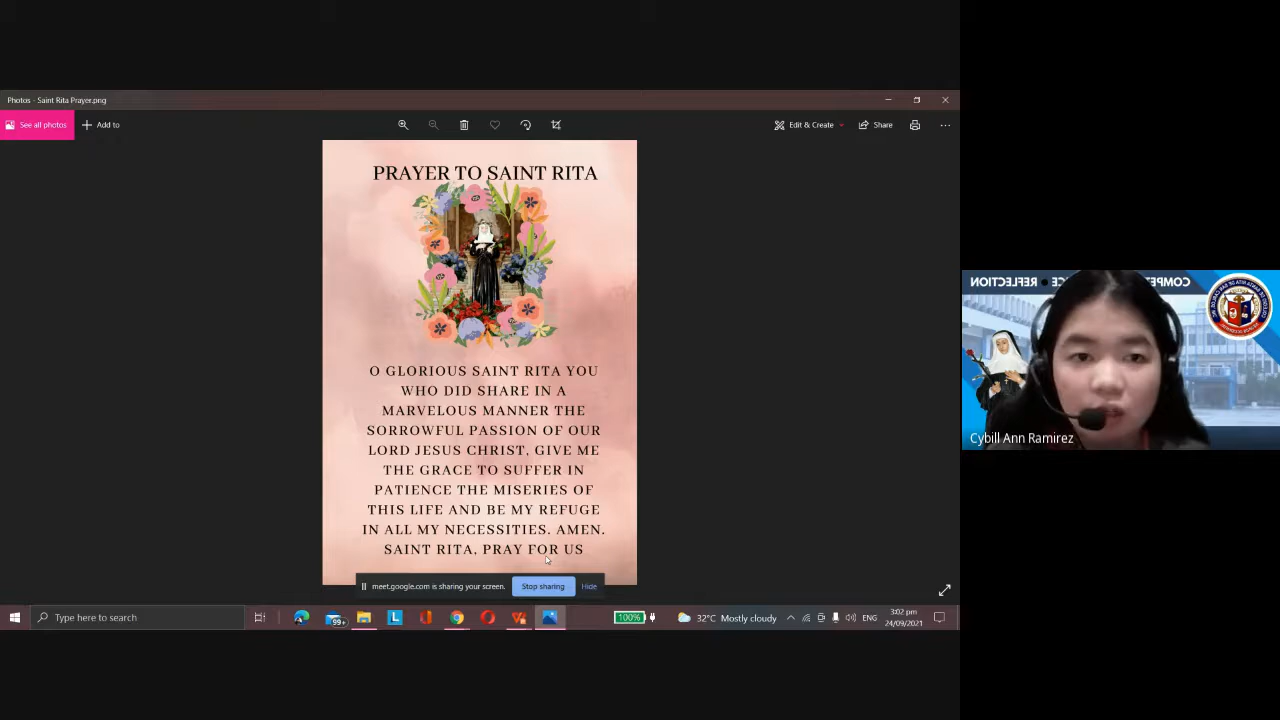 Photos - Saint Rita Prayer.png
See all photos
Add to
Edit & Create
Share
PRAYER TO SAINT RITA
O GLORIOUS SAINT RITA YOU
WHO DID SHARE IN A
MARVELOUS MANNER THE
SORROWFUL PASSION OF OUR
LORD JESUS CHRIST, GIVE ME
THE GRACE TO SUFFER IN
PATIENCE THE MISERIES OF
THIS LIFE AND BE MY REFUGE
IN ALL MY NECESSITIES. AMEN.
SAINT RITA, PRAY FOR US
meet.google.com is sharing your screen.
Stop sharing
Hide
Type here to search
99+
100%
32°C Mostly cloudy
ENG
3:02 pm
24/09/2021
REFLECTION
Cybill Ann Ramirez